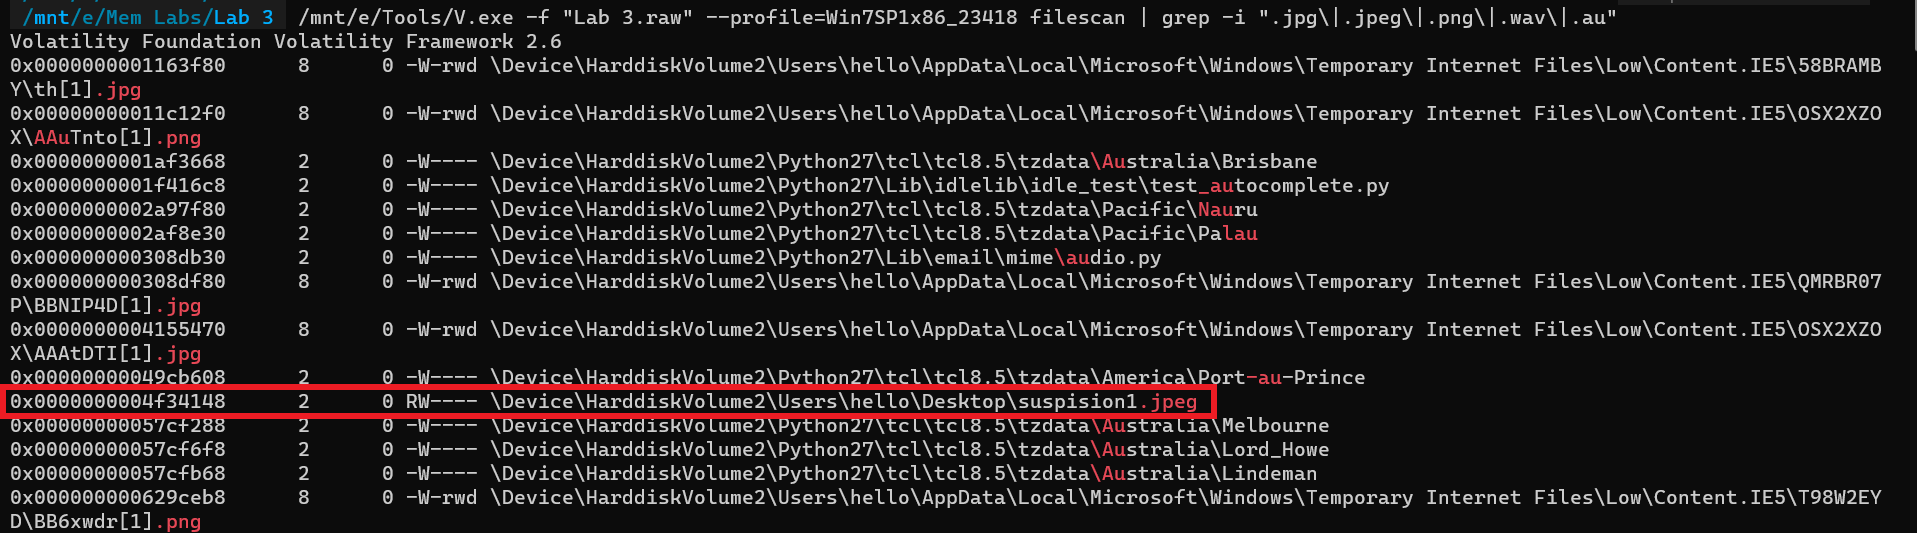 /mnt/e/Mem Labs/Lab 3 /mnt/e/Tools/V.exe -f "Lab 3.raw" --profile=Win7SP1x86_23418 filescan | grep -i ".jpg\|.jpeg\|.png\|.wav\|.au"
Volatility Foundation Volatility Framework 2.6
0x0000000001163f80      8      0 -W-rwd \Device\HarddiskVolume2\Users\hello\AppData\Local\Microsoft\Windows\Temporary Internet Files\Low\Content.IE5\58BRAMB
Y\th[1].jpg
0x00000000011c12f0      8      0 -W-rwd \Device\HarddiskVolume2\Users\hello\AppData\Local\Microsoft\Windows\Temporary Internet Files\Low\Content.IE5\OSX2XZO
X\AAuTnto[1].png
0x0000000001af3668      2      0 -W---- \Device\HarddiskVolume2\Python27\tcl\tcl8.5\tzdata\Australia\Brisbane
0x0000000001f416c8      2      0 -W---- \Device\HarddiskVolume2\Python27\Lib\idlelib\idle_test\test_autocomplete.py
0x0000000002a97f80      2      0 -W---- \Device\HarddiskVolume2\Python27\tcl\tcl8.5\tzdata\Pacific\Nauru
0x0000000002af8e30      2      0 -W---- \Device\HarddiskVolume2\Python27\tcl\tcl8.5\tzdata\Pacific\Palau
0x000000000308db30      2      0 -W---- \Device\HarddiskVolume2\Python27\Lib\email\mime\audio.py
0x000000000308df80      8      0 -W-rwd \Device\HarddiskVolume2\Users\hello\AppData\Local\Microsoft\Windows\Temporary Internet Files\Low\Content.IE5\QMRBR07
P\BBNIP4D[1].jpg
0x0000000004155470      8      0 -W-rwd \Device\HarddiskVolume2\Users\hello\AppData\Local\Microsoft\Windows\Temporary Internet Files\Low\Content.IE5\OSX2XZO
X\AAAtDTI[1].jpg
0x00000000049cb608      2      0 -W---- \Device\HarddiskVolume2\Python27\tcl\tcl8.5\tzdata\America\Port-au-Prince
0x0000000004f34148      2      0 RW---- \Device\HarddiskVolume2\Users\hello\Desktop\suspision1.jpeg
0x00000000057cf288      2      0 -W---- \Device\HarddiskVolume2\Python27\tcl\tcl8.5\tzdata\Australia\Melbourne
0x00000000057cf6f8      2      0 -W---- \Device\HarddiskVolume2\Python27\tcl\tcl8.5\tzdata\Australia\Lord_Howe
0x00000000057cfb68      2      0 -W---- \Device\HarddiskVolume2\Python27\tcl\tcl8.5\tzdata\Australia\Lindeman
0x000000000629ceb8      8      0 -W-rwd \Device\HarddiskVolume2\Users\hello\AppData\Local\Microsoft\Windows\Temporary Internet Files\Low\Content.IE5\T98W2EY
D\BB6xwdr[1].png